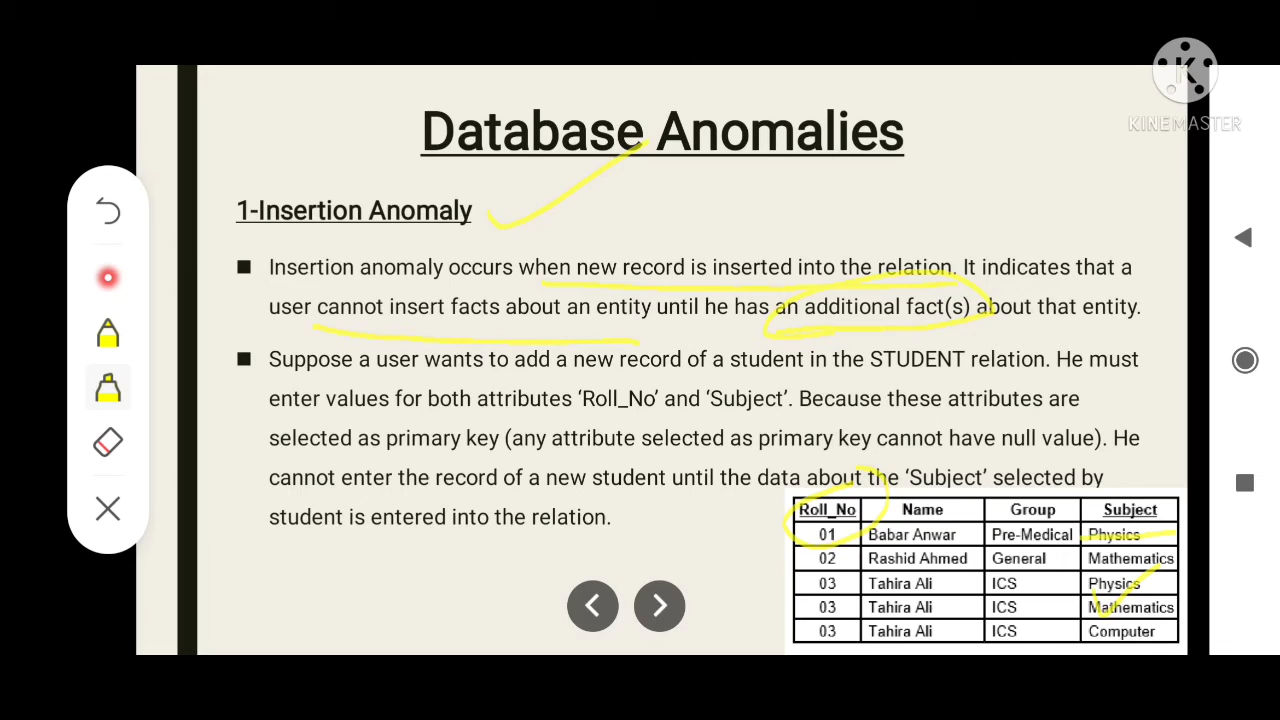 KINEMASTER
Database Anomalies
1-Insertion Anomaly
■ Insertion anomaly occurs when new record is inserted into the relation. It indicates that a
user cannot insert facts about an entity until he has an additional fact(s) about that entity.
■ Suppose a user wants to add a new record of a student in the STUDENT relation. He must
enter values for both attributes ‘Roll_No’ and ‘Subject’. Because these attributes are
selected as primary key (any attribute selected as primary key cannot have null value). He
cannot enter the record of a new student until the data about the ‘Subject’ selected by
student is entered into the relation.
Roll_No Name Group Subject
01 Babar Anwar Pre-Medical Physics
02 Rashid Ahmed General Mathematics
03 Tahira Ali ICS Physics
03 Tahira Ali ICS Mathematics
03 Tahira Ali ICS Computer